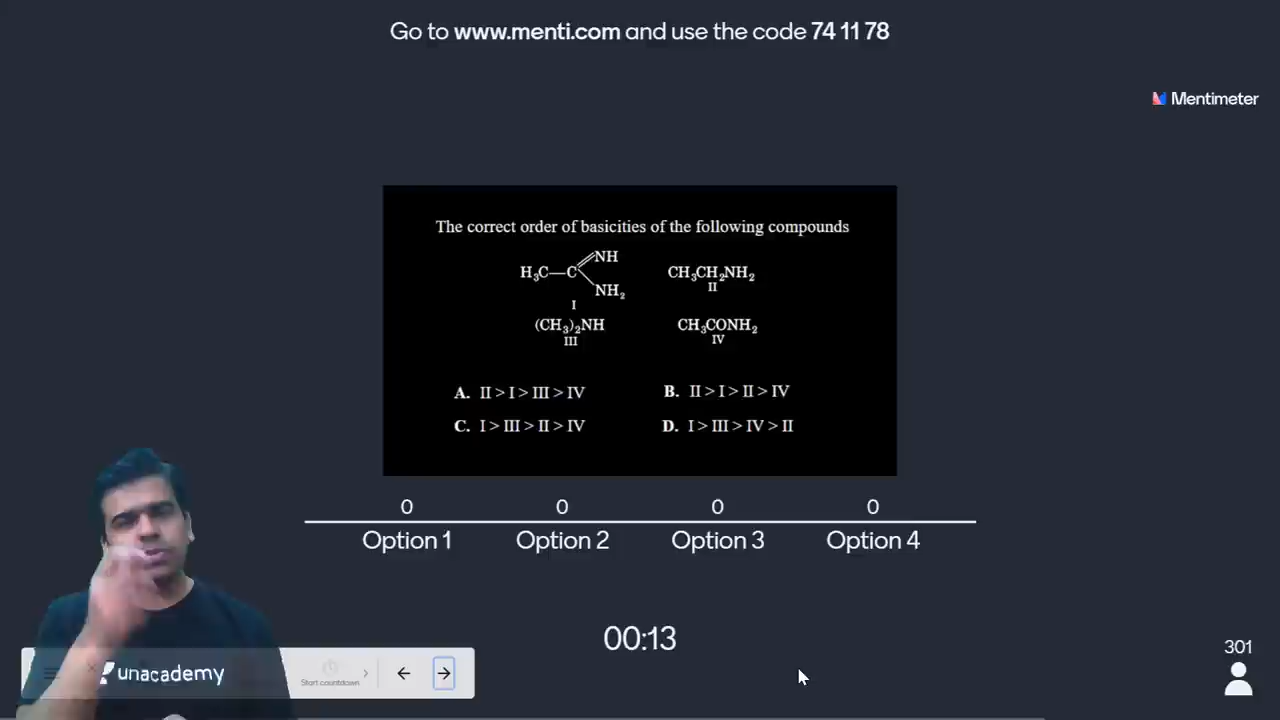 Go to www.menti.com and use the code 74 11 78
Mentimeter
The correct order of basicities of the following compounds
H₃C—C=NH
NH₂
I
CH₃CH₂NH₂
II
(CH₃)₂NH
III
CH₃CONH₂
IV
A. II > I > III > IV
B. II > I > II > IV
C. I > III > II > IV
D. I > III > IV > II
0 0 0 0
Option 1 Option 2 Option 3 Option 4
00:13
301
unacademy
Start countdown